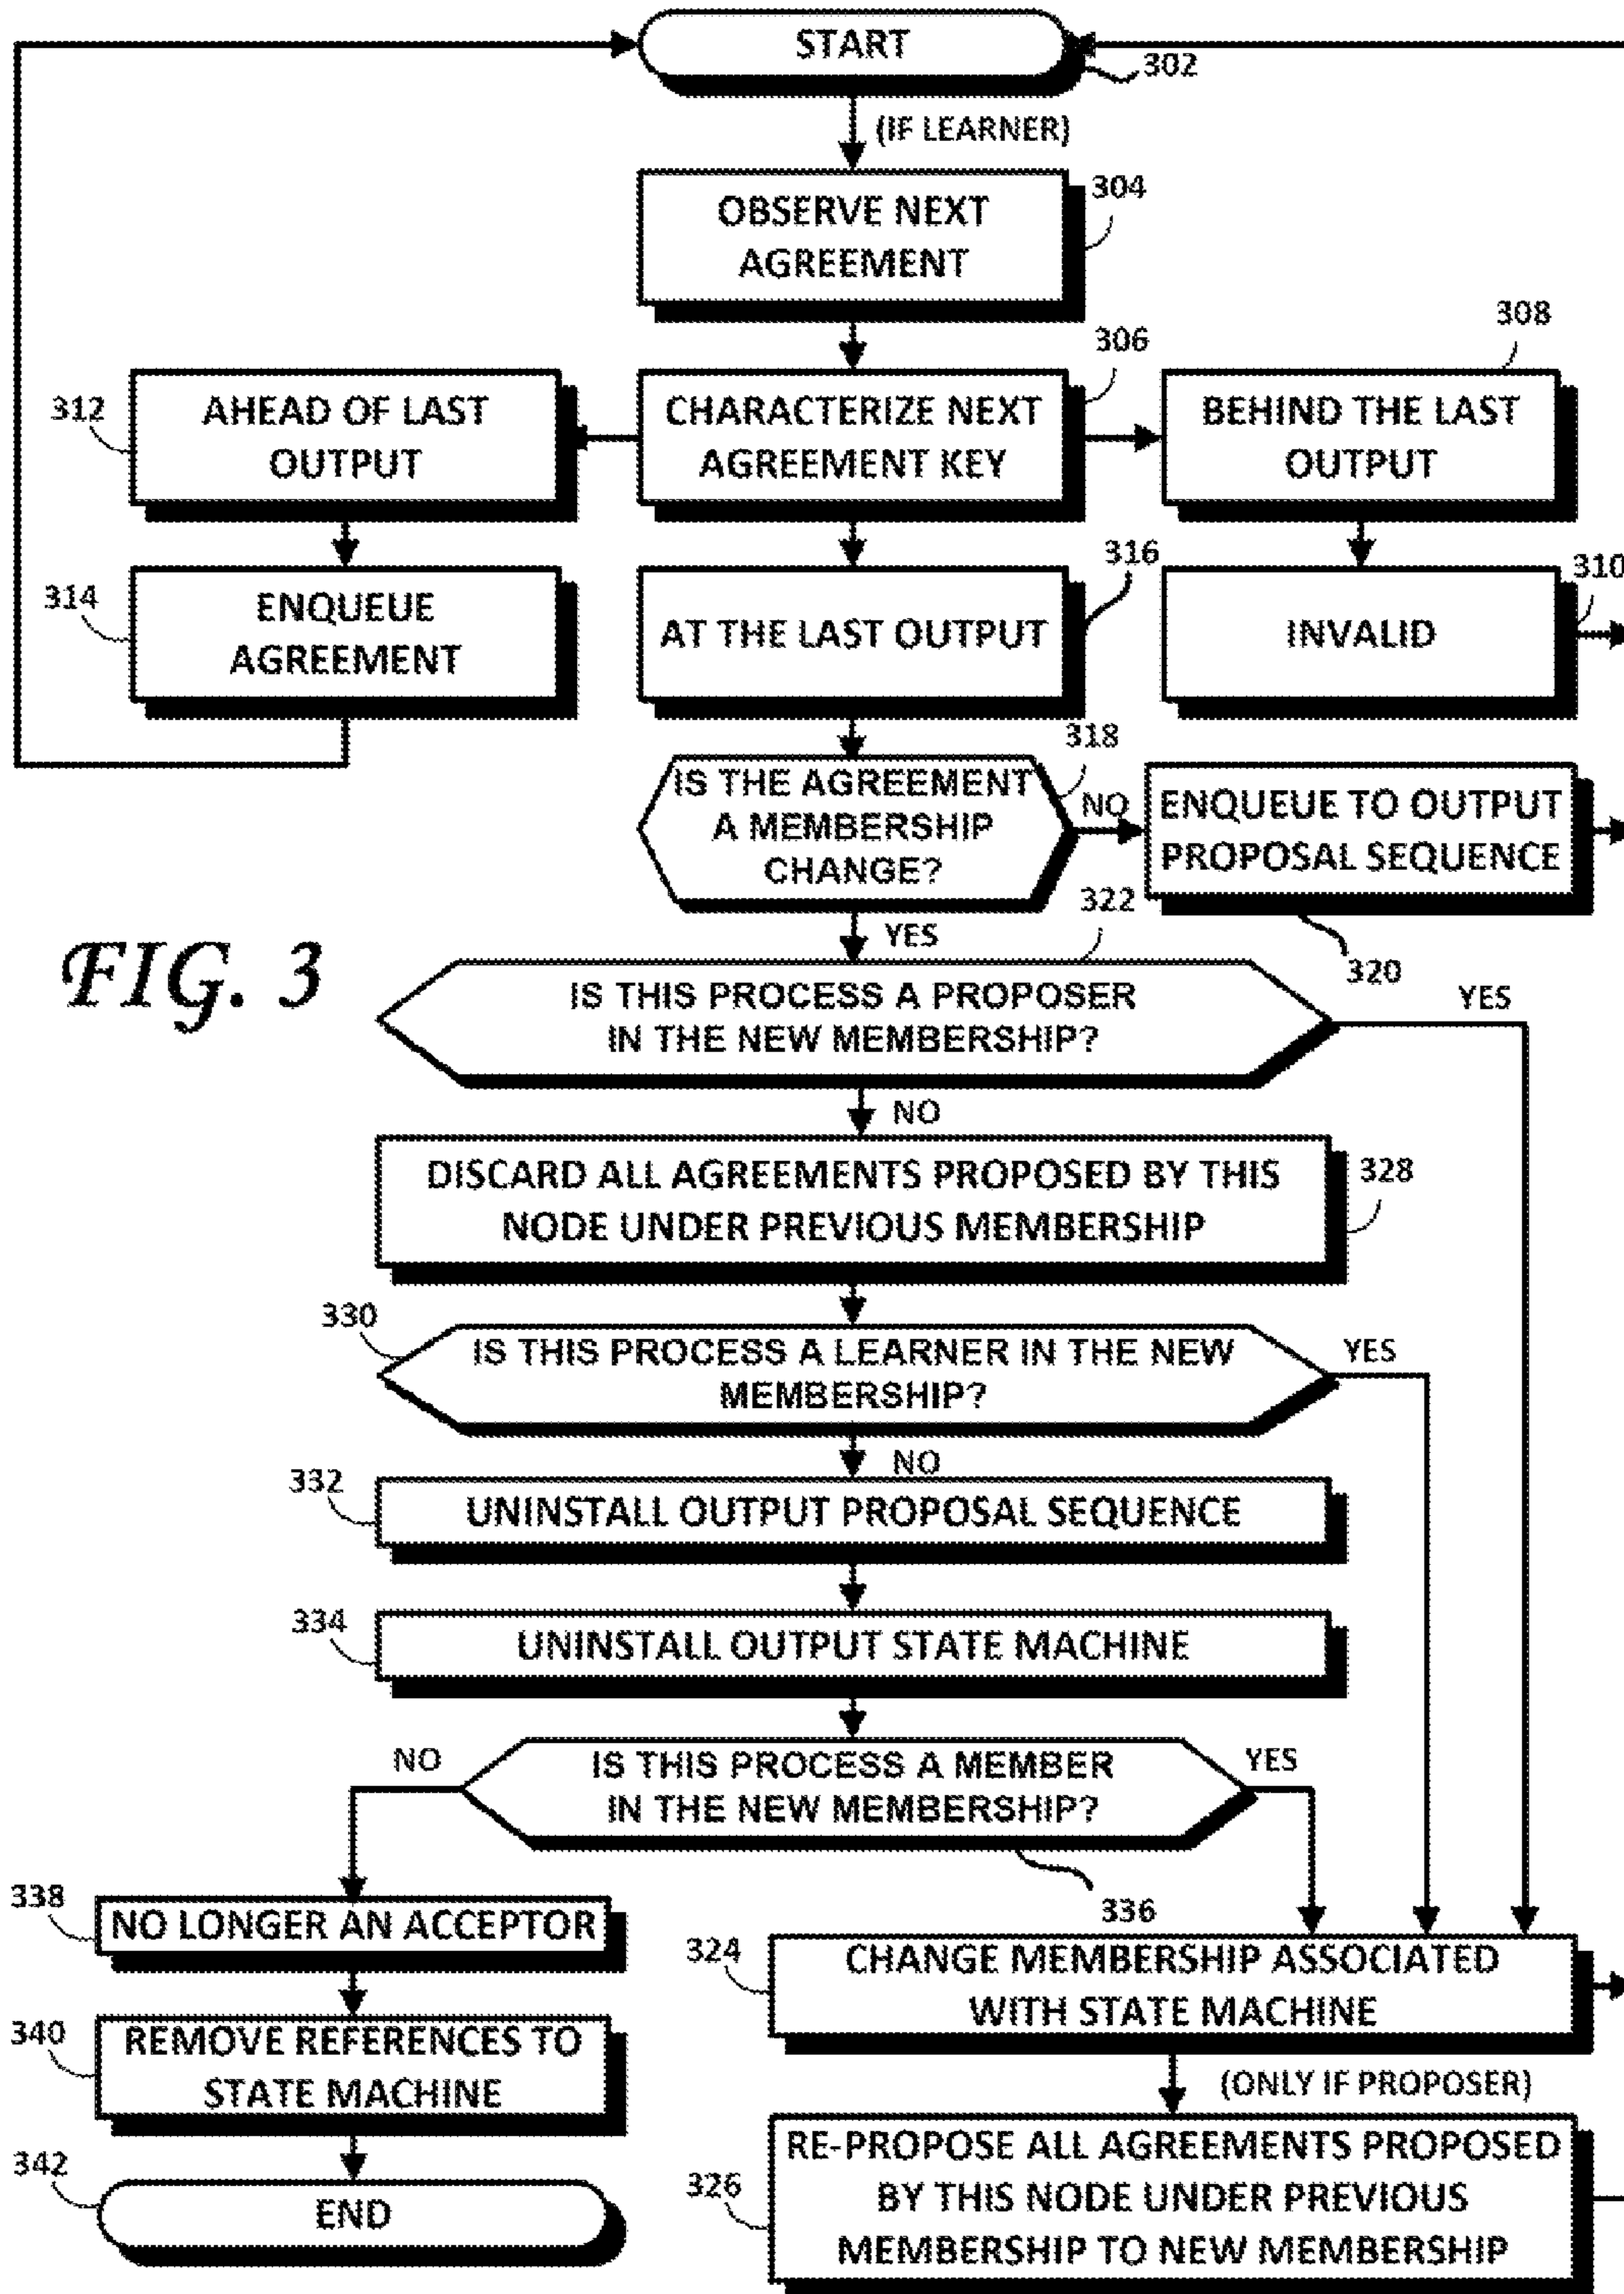 START
302
(IF LEARNER)
OBSERVE NEXT
AGREEMENT
304
312
AHEAD OF LAST
OUTPUT
CHARACTERIZE NEXT
AGREEMENT KEY
306
308
BEHIND THE LAST
OUTPUT
314
ENQUEUE
AGREEMENT
AT THE LAST OUTPUT
316
INVALID
310
IS THE AGREEMENT
A MEMBERSHIP
CHANGE?
318
NO
ENQUEUE TO OUTPUT
PROPOSAL SEQUENCE
320
YES
FIG. 3
322
IS THIS PROCESS A PROPOSER
IN THE NEW MEMBERSHIP?
YES
NO
DISCARD ALL AGREEMENTS PROPOSED BY THIS
NODE UNDER PREVIOUS MEMBERSHIP
328
330
IS THIS PROCESS A LEARNER IN THE NEW
MEMBERSHIP?
YES
NO
332
UNINSTALL OUTPUT PROPOSAL SEQUENCE
334
UNINSTALL OUTPUT STATE MACHINE
NO
IS THIS PROCESS A MEMBER
IN THE NEW MEMBERSHIP?
YES
336
338
NO LONGER AN ACCEPTOR
324
CHANGE MEMBERSHIP ASSOCIATED
WITH STATE MACHINE
340
REMOVE REFERENCES TO
STATE MACHINE
(ONLY IF PROPOSER)
342
END
326
RE-PROPOSE ALL AGREEMENTS PROPOSED
BY THIS NODE UNDER PREVIOUS
MEMBERSHIP TO NEW MEMBERSHIP